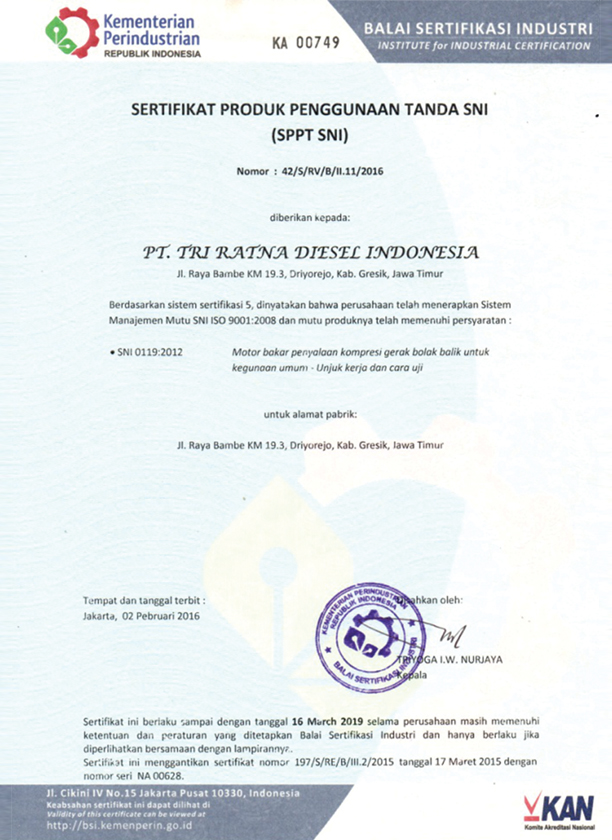 Kementerian
Perindustrian
REPUBLIK INDONESIA
KA 00749
BALAI SERTIFIKASI INDUSTRI
INSTITUTE for INDUSTRIAL CERTIFICATION
SERTIFIKAT PRODUK PENGGUNAAN TANDA SNI
(SPPT SNI)
Nomor : 42/S/RV/B/II.11/2016
diberikan kepada:
PT. TRI RATNA DIESEL INDONESIA
Jl. Raya Bambe KM 19.3, Driyorejo, Kab. Gresik, Jawa Timur
Berdasarkan sistem sertifikasi 5, dinyatakan bahwa perusahaan telah menerapkan Sistem
Manajemen Mutu SNI ISO 9001:2008 dan mutu produknya telah memenuhi persyaratan :
• SNI 0119:2012 Motor bakar penyalaan kompresi gerak bolak balik untuk
kegunaan umum - Unjuk kerja dan cara uji
untuk alamat pabrik:
Jl. Raya Bambe KM 19.3, Driyorejo, Kab. Gresik, Jawa Timur
Tempat dan tanggal terbit :
Jakarta, 02 Pebruari 2016
oleh:
KEMENTERIAN PERINDUSTRIAN
REPUBLIK INDONESIA
BALAI SERTIFIKASI INDUSTRI
TRIYOGA I.W. NURJAYA
Kepala
Sertifikat ini berlaku sampai dengan tanggal 16 March 2019 selama perusahaan masih memenuhi
ketentuan dan peraturan yang ditetapkan Balai Sertifikasi Industri dan hanya berlaku jika
diperlihatkan bersamaan dengan lampirannya.
Sertifikat ini menggantikan sertifikat nomor 197/S/RE/B/III.2/2015 tanggal 17 Maret 2015 dengan
nomor seri NA 00628.
Jl. Cikini IV No.15 Jakarta Pusat 10330, Indonesia
Keabsahan sertifikat ini dapat dilihat di
Validity of this certificate can be viewed at
http://bsi.kemenperin.go.id
KAN
Komite Akreditasi Nasional